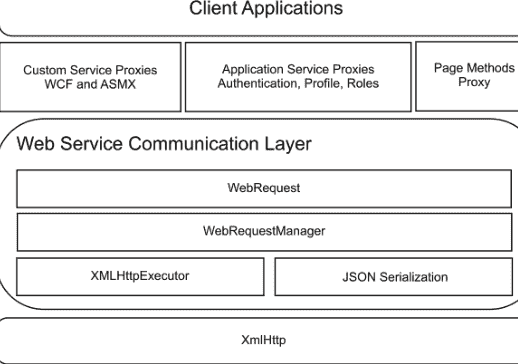 Client Applications
Custom Service Proxies
WCF and ASMX
Application Service Proxies
Authentication, Profile, Roles
Page Methods
Proxy
Web Service Communication Layer
WebRequest
WebRequestManager
XMLHttpExecutor
JSON Serialization
XmlHttp